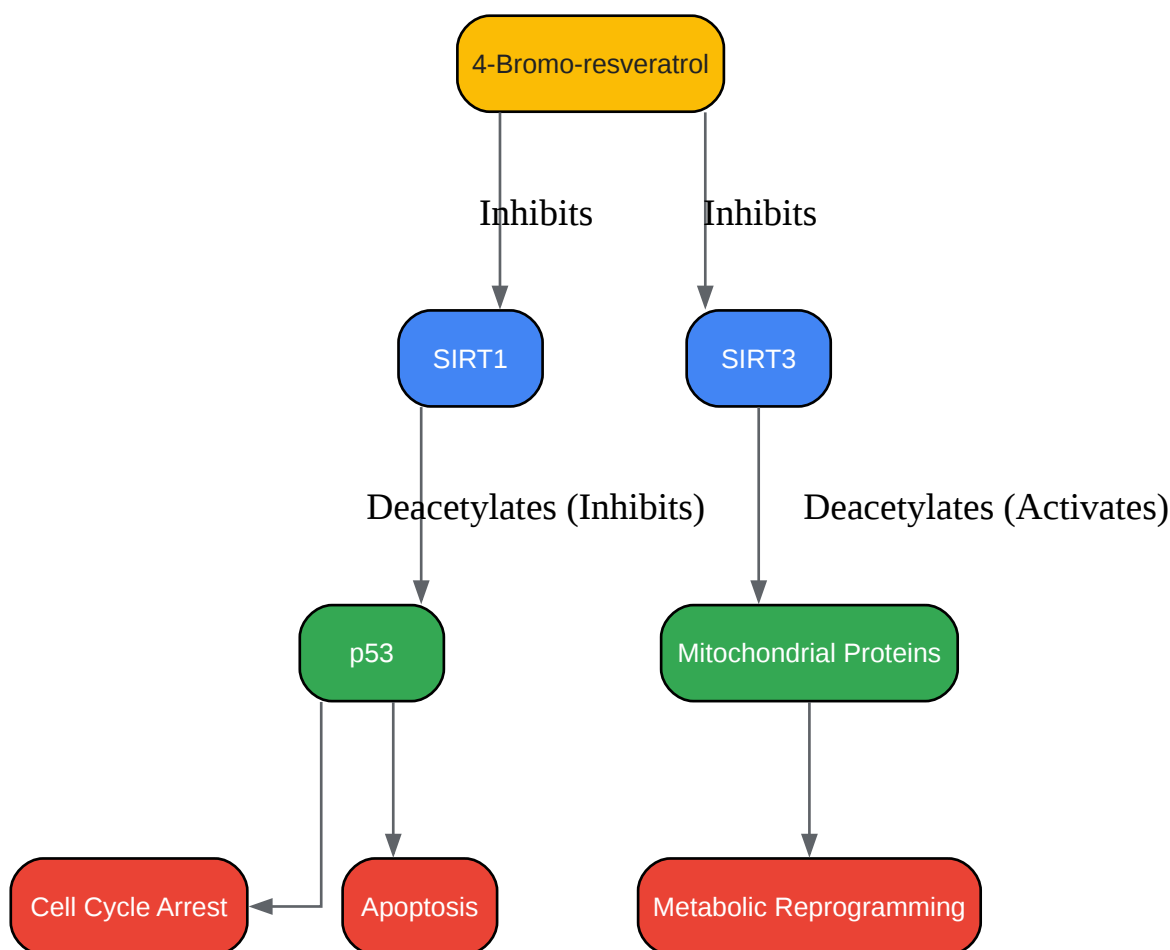 4-Bromo-resveratrol
Inhibits
Inhibits
SIRT1
SIRT3
Deacetylates (Inhibits)
Deacetylates (Activates)
p53
Mitochondrial Proteins
Cell Cycle Arrest
Apoptosis
Metabolic Reprogramming